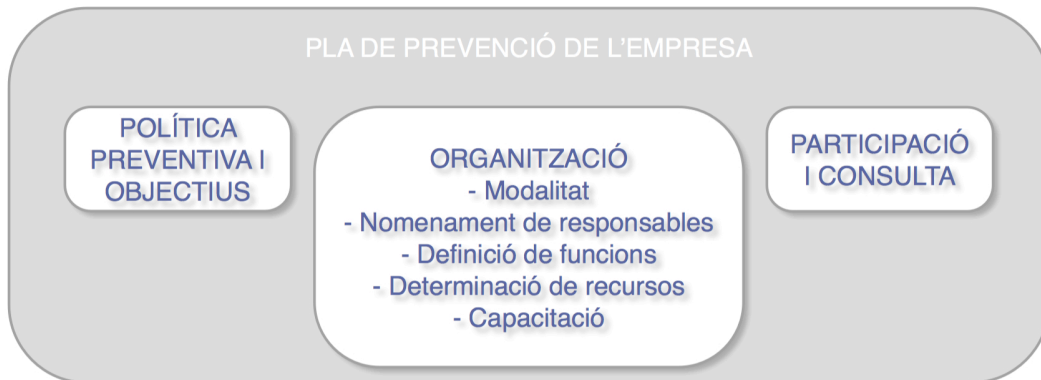 PLA DE PREVENCIÓ DE L'EMPRESA
POLÍTICA
PREVENTIVA I
OBJECTIUS
ORGANITZACIÓ
- Modalitat
- Nomenament de responsables
- Definició de funcions
- Determinació de recursos
- Capacitació
PARTICIPACIÓ
I CONSULTA